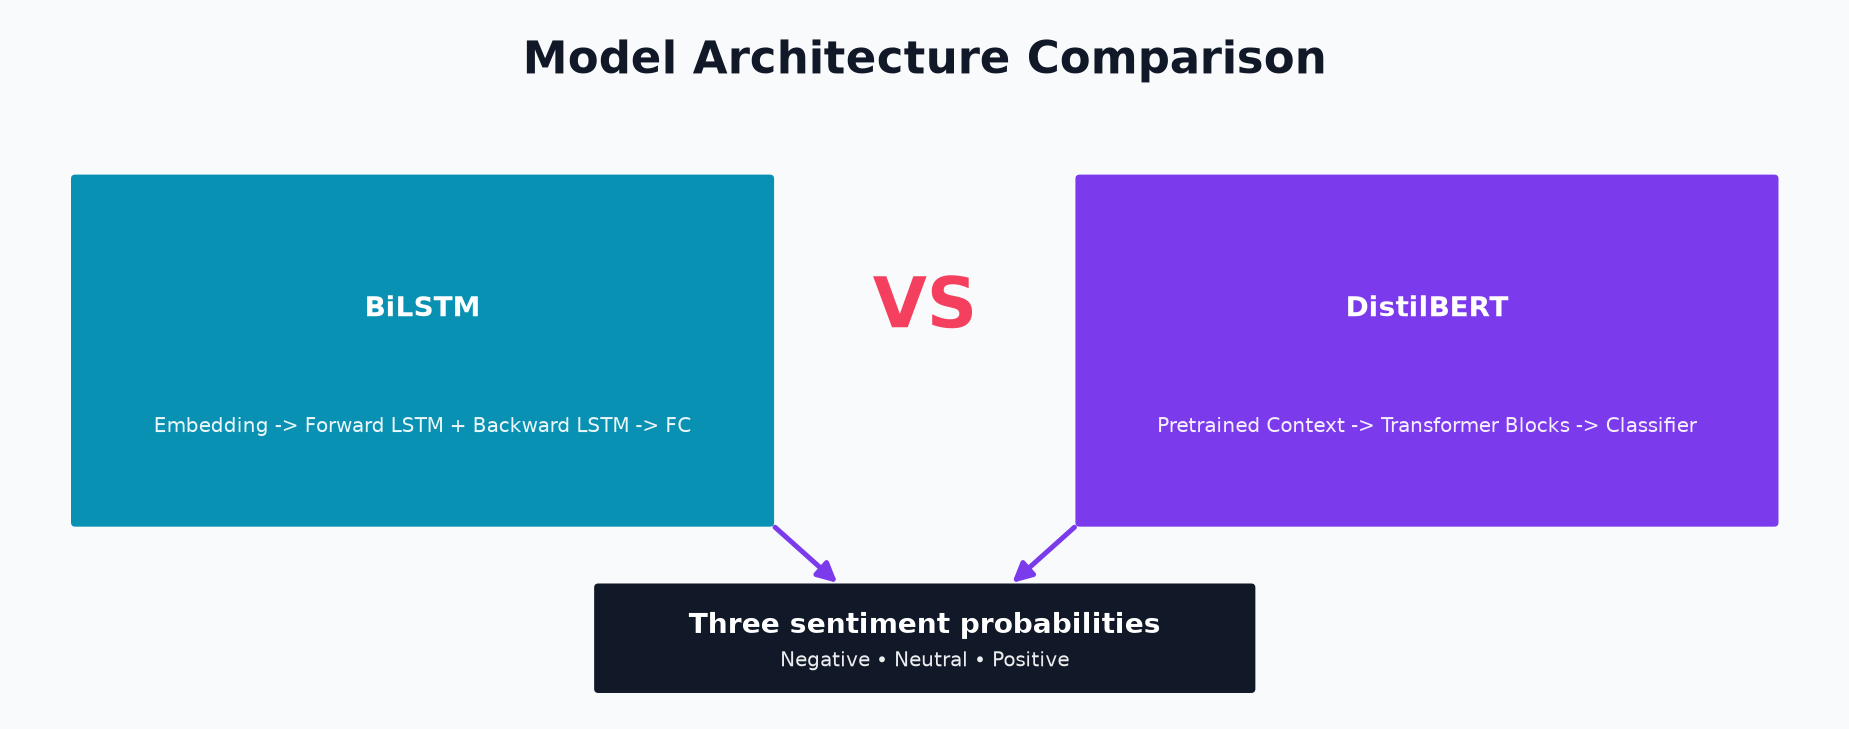 Model Architecture Comparison
BiLSTM
Embedding -> Forward LSTM + Backward LSTM -> FC
VS
DistilBERT
Pretrained Context -> Transformer Blocks -> Classifier
Three sentiment probabilities
Negative • Neutral • Positive